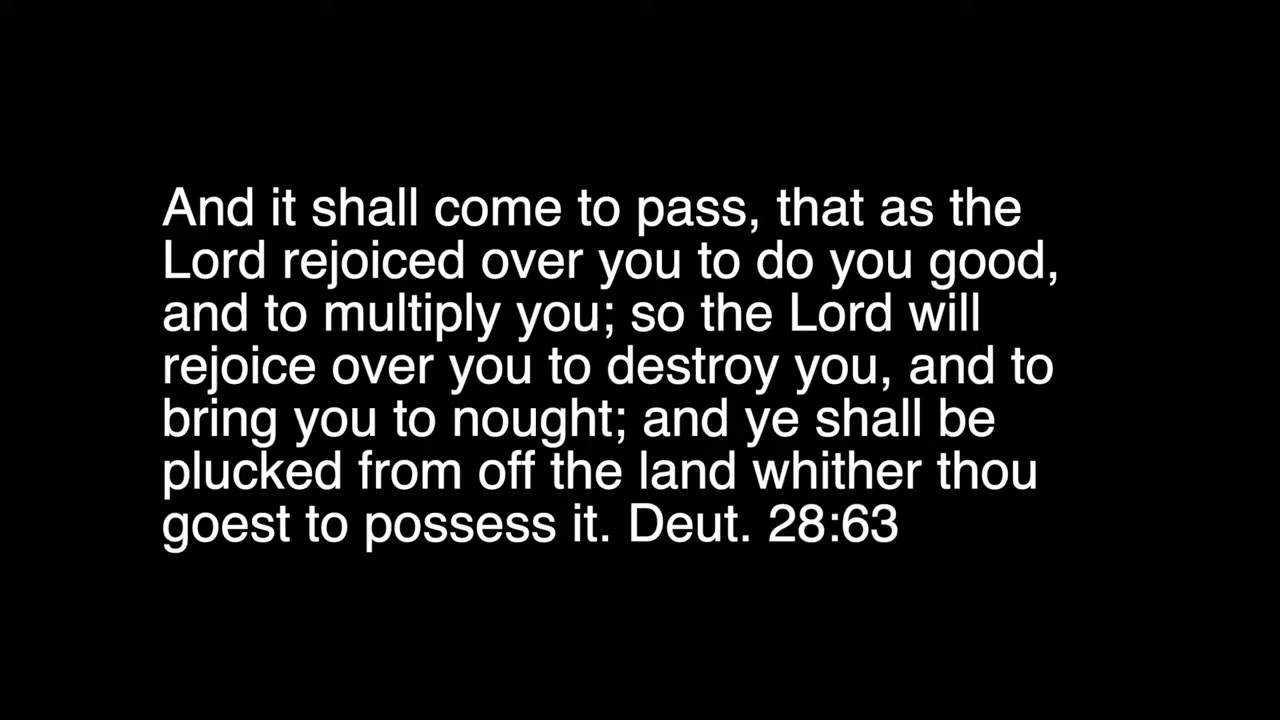 And it shall come to pass, that as the
Lord rejoiced over you to do you good,
and to multiply you; so the Lord will
rejoice over you to destroy you, and to
bring you to nought; and ye shall be
plucked from off the land whither thou
goest to possess it. Deut. 28:63